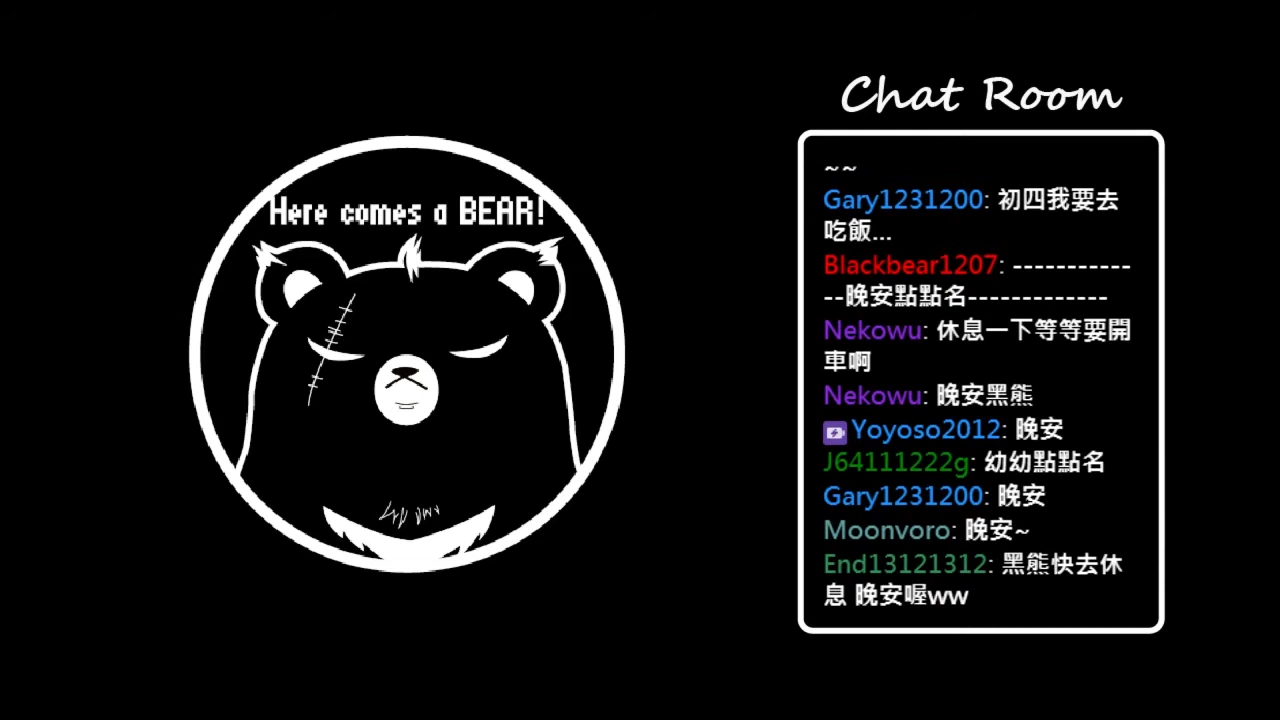 Here comes a BEAR!
Chat Room
~~
Gary1231200: 初四我要去
吃飯...
Blackbear1207: ------------
--晚安點點名-------------
Nekowu: 休息一下等等要開
車啊
Nekowu: 晚安黑熊
Yoyoso2012: 晚安
J64111222g: 幼幼點點名
Gary1231200: 晚安
Moonvoro: 晚安~
End13121312: 黑熊快去休
息 晚安喔ww